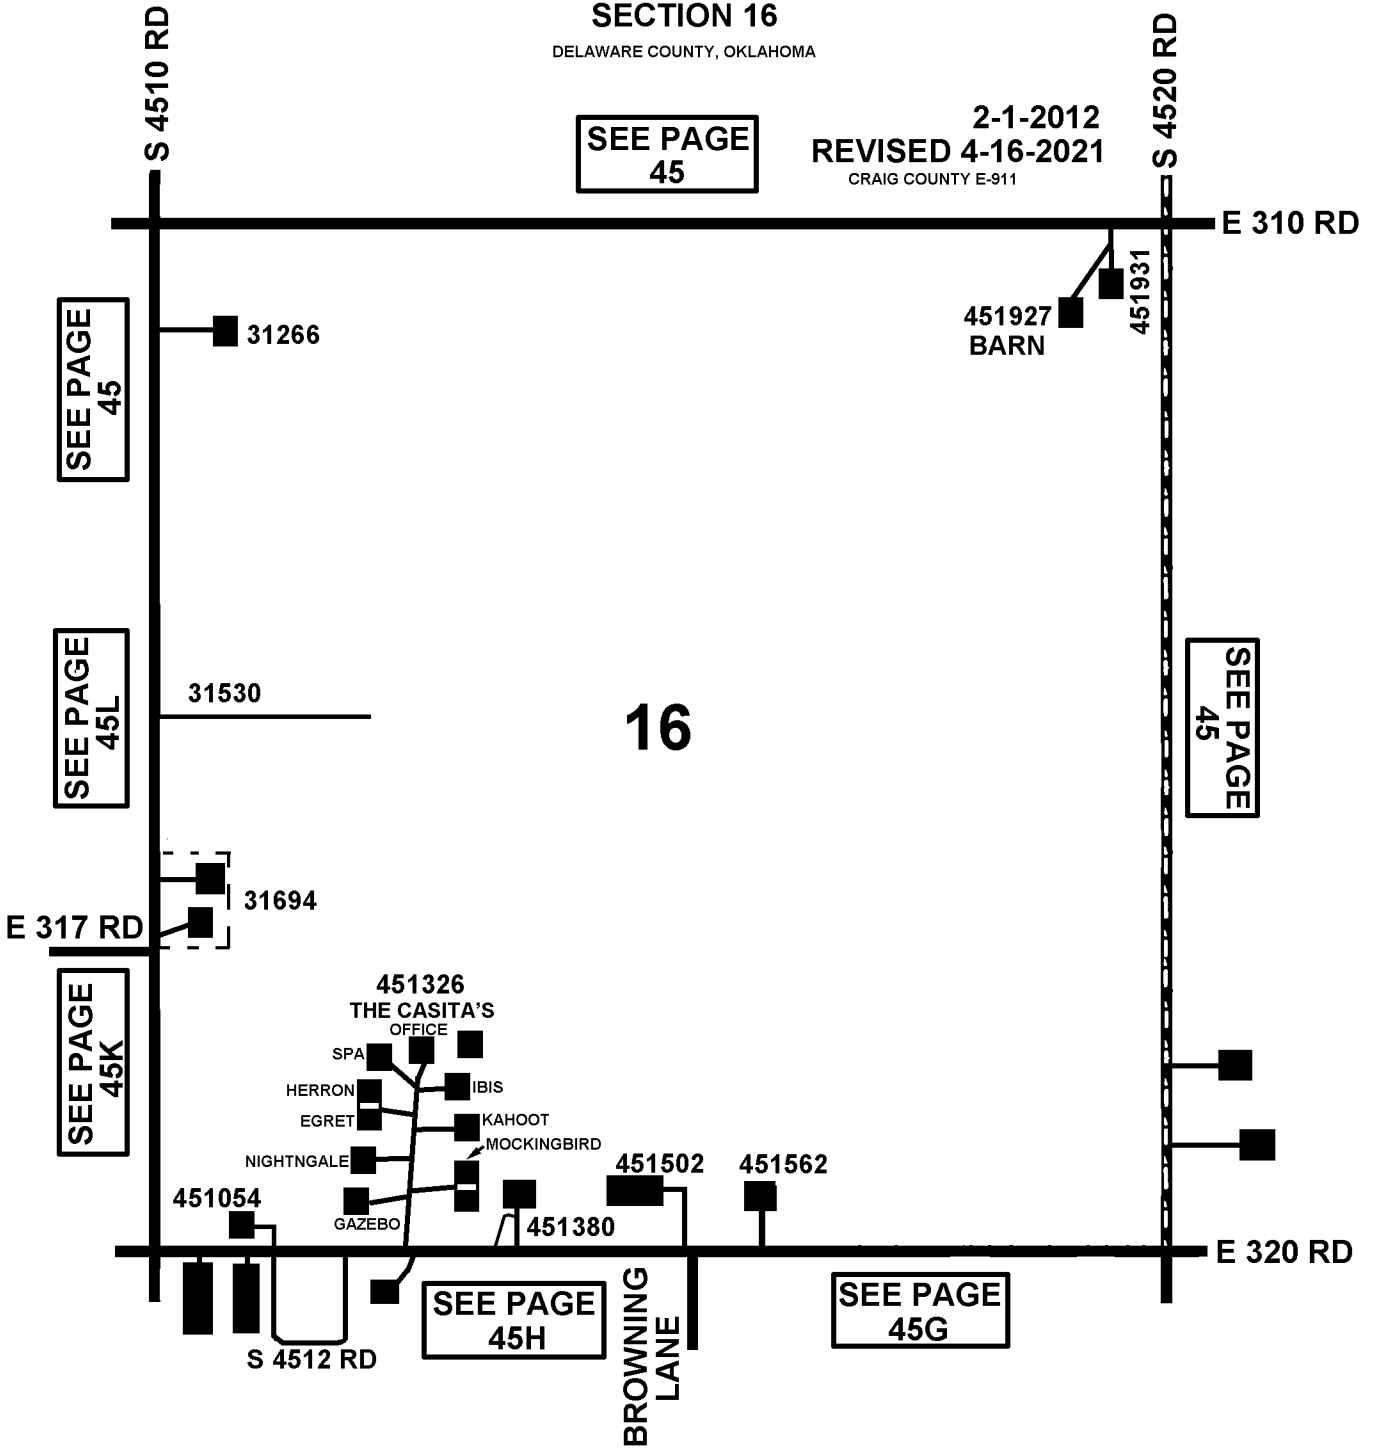 SECTION 16
DELAWARE COUNTY, OKLAHOMA
S 4510 RD
S 4520 RD
SEE PAGE
45
2-1-2012
REVISED 4-16-2021
CRAIG COUNTY E-911
E 310 RD
451931
451927
BARN
31266
SEE PAGE
45
SEE PAGE
45L
31530
16
SEE PAGE
45
31694
E 317 RD
SEE PAGE
45K
451326
THE CASITA'S
OFFICE
SPA
IBIS
HERRON
EGRET
KAHOOT
MOCKINGBIRD
NIGHTNGALE
GAZEBO
451054
451380
451502
451562
E 320 RD
SEE PAGE
45H
BROWNING
LANE
SEE PAGE
45G
S 4512 RD